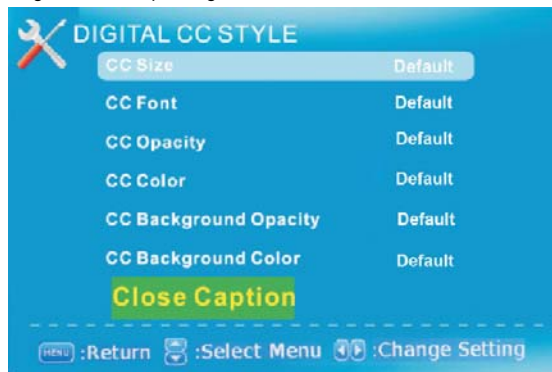 DIGITAL CC STYLE
CC Size Default
CC Font Default
CC Opacity Default
CC Color Default
CC Background Opacity Default
CC Background Color Default
Close Caption
MENU :Return :Select Menu :Change Setting